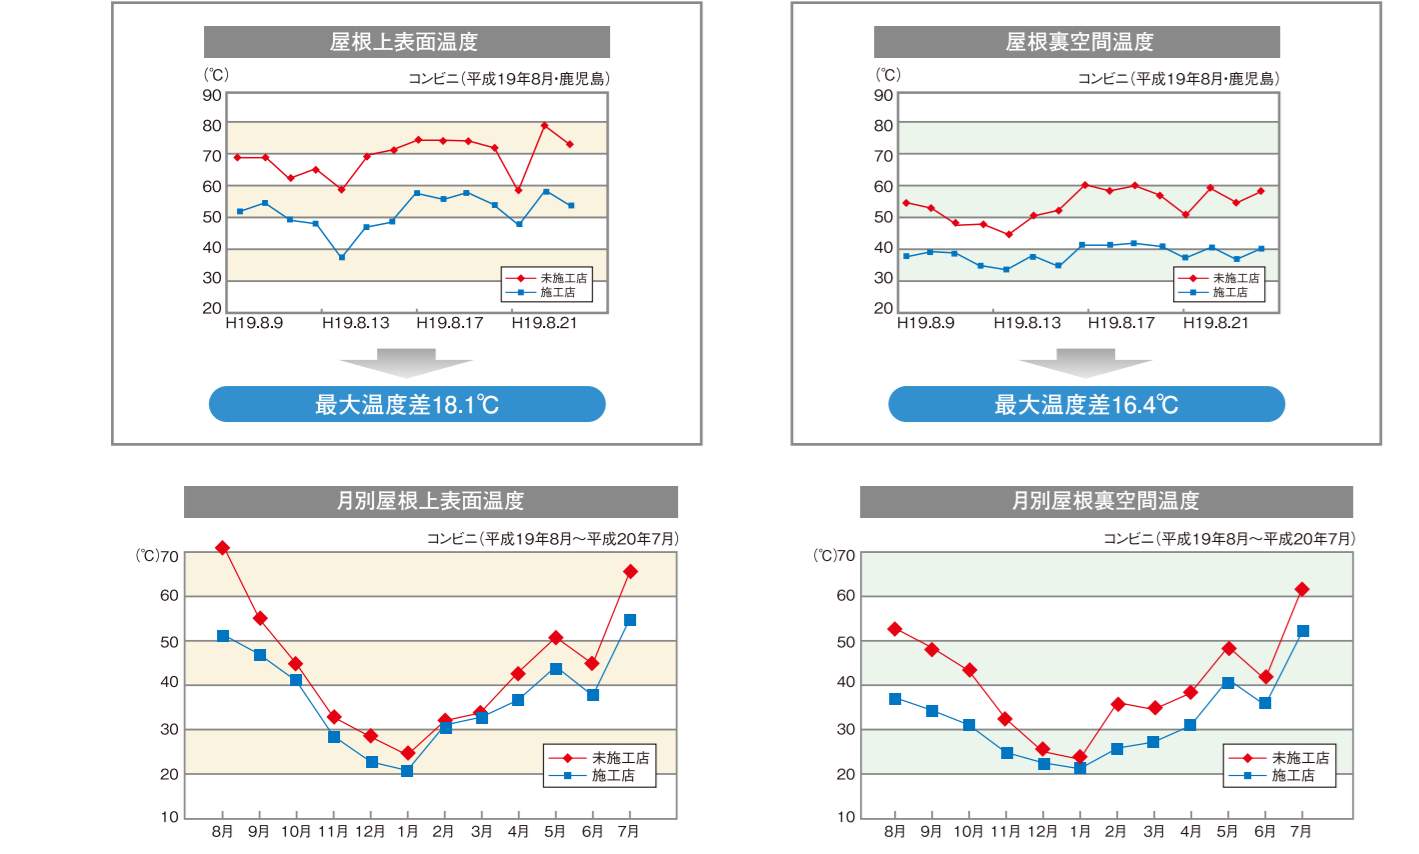 屋根上表面温度
(℃)
コンビニ(平成19年8月・鹿児島)
90
80
70
60
50
40
30
20
未施工店
施工店
H19.8.9 H19.8.13 H19.8.17 H19.8.21
最大温度差18.1℃
屋根裏空間温度
(℃)
コンビニ(平成19年8月・鹿児島)
90
80
70
60
50
40
30
20
未施工店
施工店
H19.8.9 H19.8.13 H19.8.17 H19.8.21
最大温度差16.4℃
月別屋根上表面温度
コンビニ(平成19年8月〜平成20年7月)
(℃)70
60
50
40
30
20
10
未施工店
施工店
8月 9月 10月 11月 12月 1月 2月 3月 4月 5月 6月 7月
月別屋根裏空間温度
コンビニ(平成19年8月〜平成20年7月)
(℃)70
60
50
40
30
20
10
未施工店
施工店
8月 9月 10月 11月 12月 1月 2月 3月 4月 5月 6月 7月